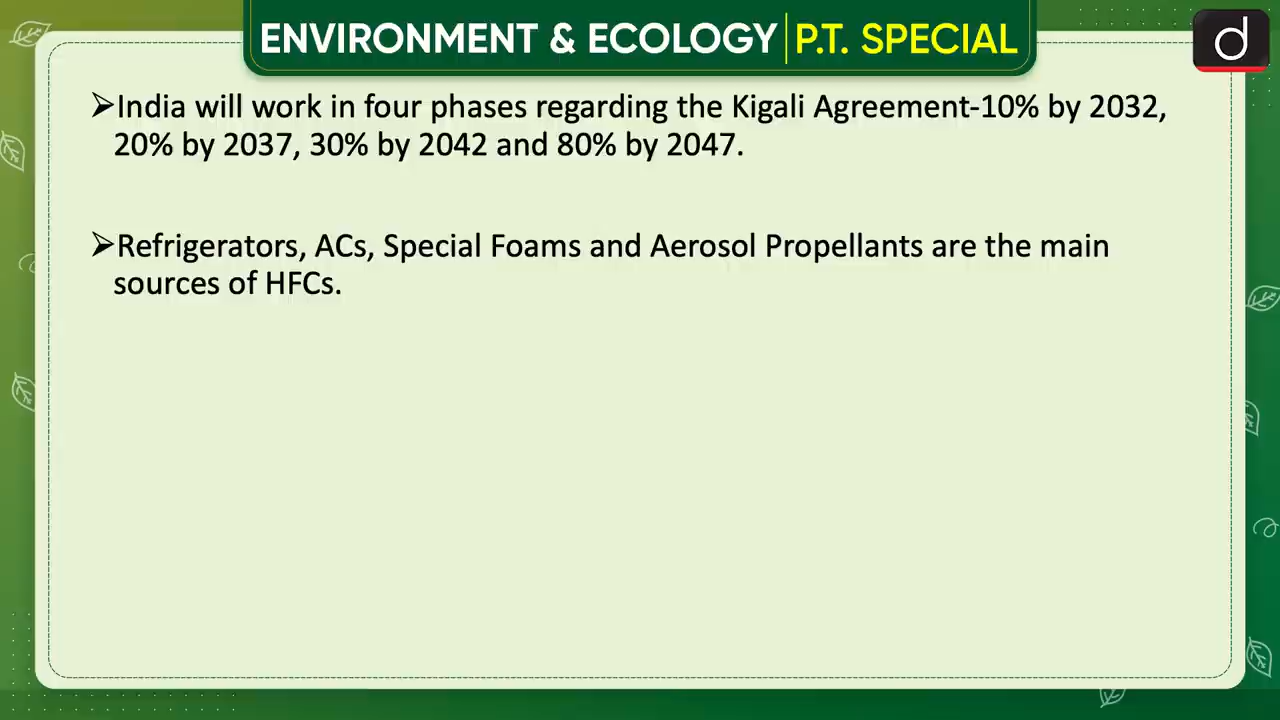 ENVIRONMENT & ECOLOGY | P.T. SPECIAL
d
➢India will work in four phases regarding the Kigali Agreement-10% by 2032,
20% by 2037, 30% by 2042 and 80% by 2047.
➢Refrigerators, ACs, Special Foams and Aerosol Propellants are the main
sources of HFCs.